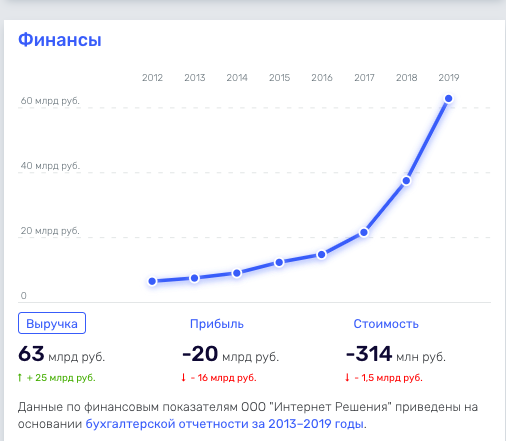 Финансы
2012 2013 2014 2015 2016 2017 2018 2019
60 млрд руб.
40 млрд руб.
20 млрд руб.
0
Выручка Прибыль Стоимость
63 млрд руб. -20 млрд руб. -314 млн руб.
↑ + 25 млрд руб. ↓ - 16 млрд руб. ↓ - 1,5 млрд руб.
Данные по финансовым показателям ООО "Интернет Решения" приведены на
основании бухгалтерской отчетности за 2013–2019 годы.